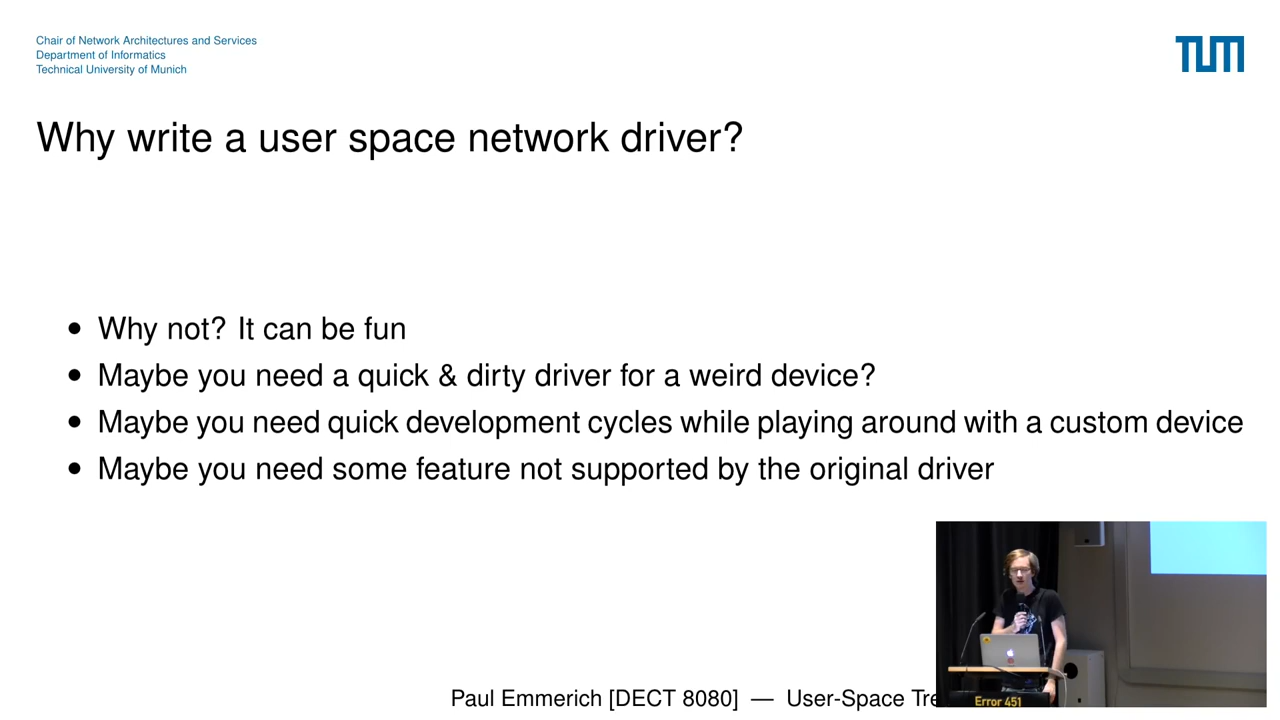 Chair of Network Architectures and Services
Department of Informatics
Technical University of Munich
TUM
Why write a user space network driver?
• Why not? It can be fun
• Maybe you need a quick & dirty driver for a weird device?
• Maybe you need quick development cycles while playing around with a custom device
• Maybe you need some feature not supported by the original driver
Paul Emmerich [DECT 8080] — User-Space Tre
Error 451